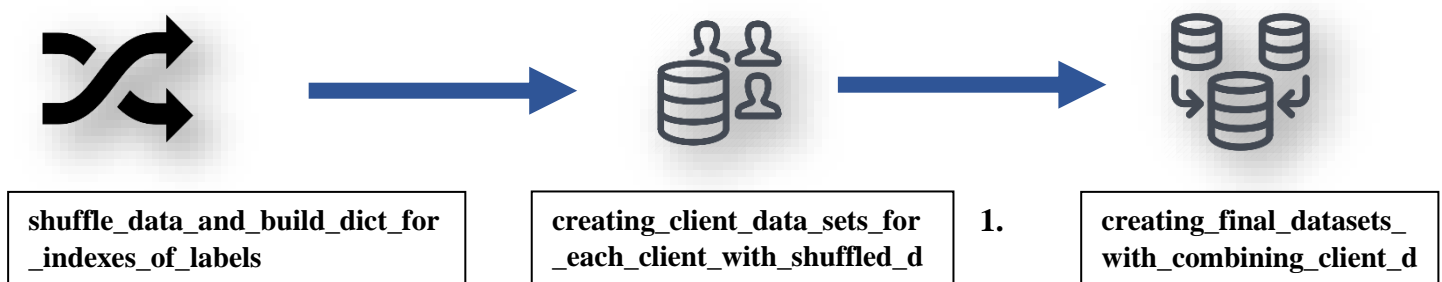 shuffle_data_and_build_dict_for
_indexes_of_labels
creating_client_data_sets_for
_each_client_with_shuffled_d
1.
creating_final_datasets_
with_combining_client_d